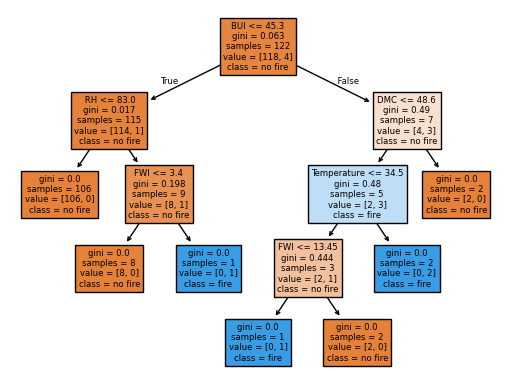 BUI <= 45.3
gini = 0.063
samples = 122
value = [118, 4]
class = no fire
True
False
RH <= 83.0
gini = 0.017
samples = 115
value = [114, 1]
class = no fire
DMC <= 48.6
gini = 0.49
samples = 7
value = [4, 3]
class = no fire
gini = 0.0
samples = 106
value = [106, 0]
class = no fire
FWI <= 3.4
gini = 0.198
samples = 9
value = [8, 1]
class = no fire
Temperature <= 34.5
gini = 0.48
samples = 5
value = [2, 3]
class = fire
gini = 0.0
samples = 2
value = [2, 0]
class = no fire
gini = 0.0
samples = 8
value = [8, 0]
class = no fire
gini = 0.0
samples = 1
value = [0, 1]
class = fire
FWI <= 13.45
gini = 0.444
samples = 3
value = [2, 1]
class = no fire
gini = 0.0
samples = 2
value = [0, 2]
class = fire
gini = 0.0
samples = 1
value = [0, 1]
class = fire
gini = 0.0
samples = 2
value = [2, 0]
class = no fire